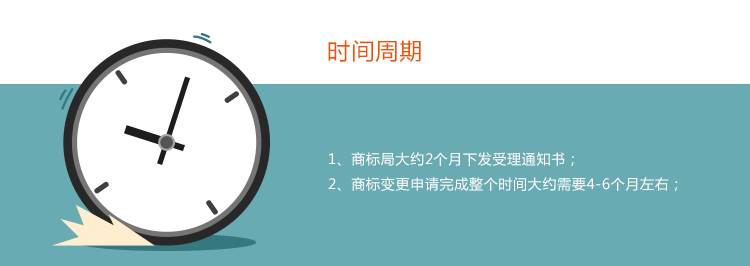 时间周期
1、商标局大约2个月下发受理通知书；
2、商标变更申请完成整个时间大约需要4-6个月左右；